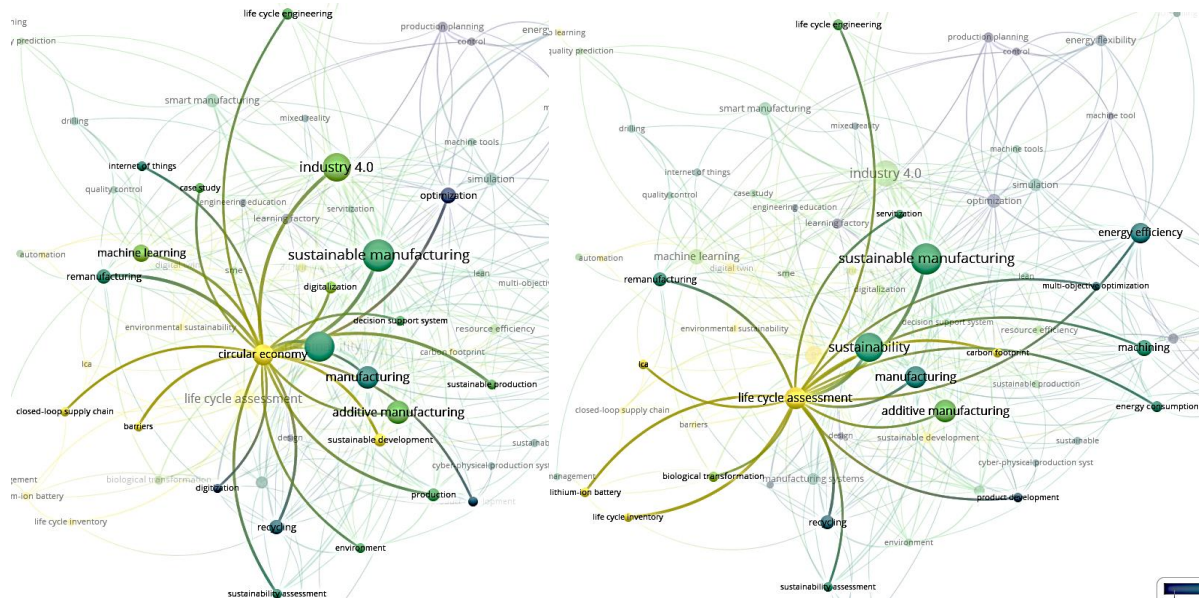 life cycle engineering
production planning
control
y prediction
smart manufacturing
drilling
mixed reality
machine tools
internet of things
industry 4.0
simulation
quality control
case study
optimization
engineering education
servitization
learning factory
machine learning
sustainable manufacturing
automation
digital twin
sme
lean
remanufacturing
digitalization
multi-objecti
decision support system
environmental sustainability
resource efficiency
circular economy
carbon footprint
lca
manufacturing
sustainable production
life cycle assessment
closed-loop supply chain
additive manufacturing
barriers
design
sustainable development
sustainab
cyber-physical production syst
gement
biological transformation
digitization
m-ion battery
production
life cycle inventory
recycling
environment
sustainability assessment
life cycle engineering
production planning
energy flexibility
control
quality prediction
smart manufacturing
machine tool
drilling
mixed reality
machine tools
internet of things
industry 4.0
simulation
quality control
case study
optimization
engineering education
servitization
learning factory
energy efficiency
automation
machine learning
sustainable manufacturing
digital twin
sme
lean
remanufacturing
digitalization
multi-objective optimization
environmental sustainability
decision support system
resource efficiency
sustainability
machining
carbon footprint
lca
manufacturing
sustainable production
life cycle assessment
closed-loop supply chain
additive manufacturing
energy consumption
barriers
design
sustainable development
sustainable
cyber-physical production syst
nagement
biological transformation
manufacturing systems
lithium-ion battery
product development
life cycle inventory
recycling
environment
sustainability assessment